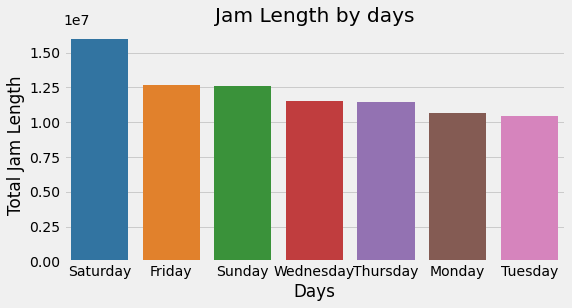 Jam Length by days
1e7
Total Jam Length
1.50
1.25
1.00
0.75
0.50
0.25
0.00
Saturday Friday Sunday Wednesday Thursday Monday Tuesday
Days